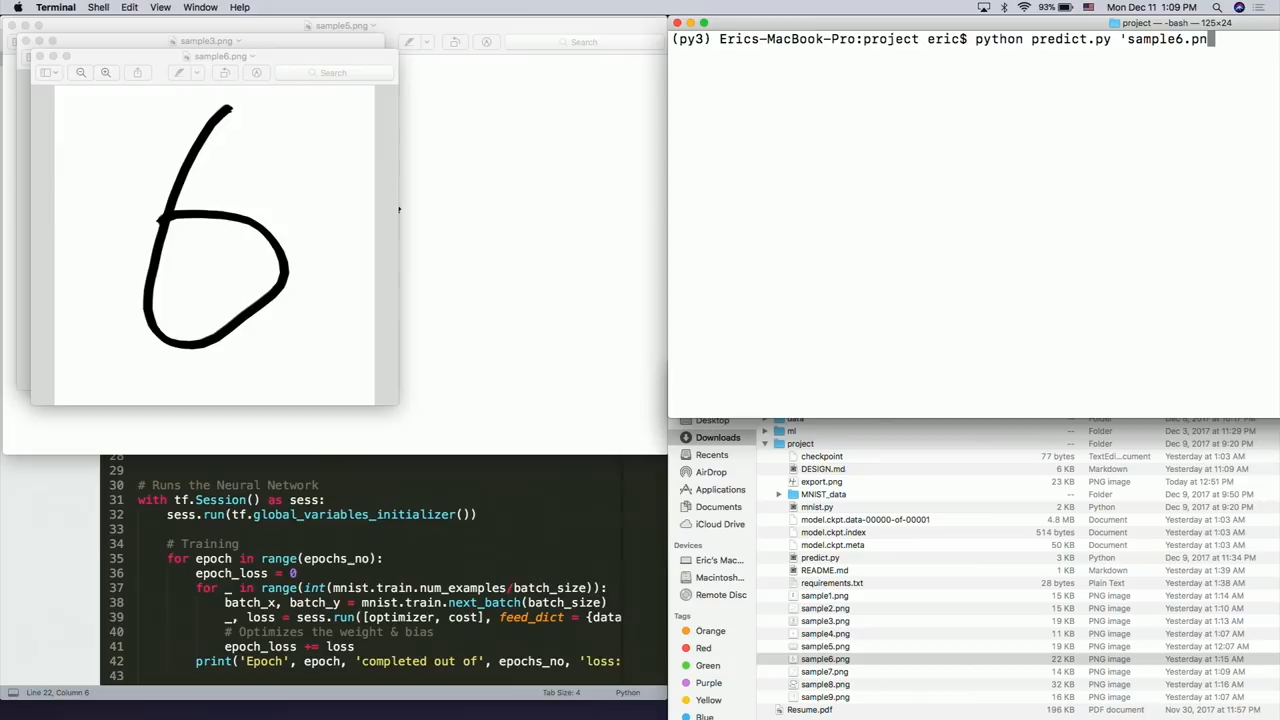 Terminal Shell Edit View Window Help 93% Mon Dec 11 1:09 PM
sample5.png
sample3.png
Search
sample6.png
Search
6
project — -bash — 125×24
(py3) Erics-MacBook-Pro:project eric$ python predict.py 'sample6.pn
28
29
30 # Runs the Neural Network
31 with tf.Session() as sess:
32 sess.run(tf.global_variables_initializer())
33
34 # Training
35 for epoch in range(epochs_no):
36 epoch_loss = 0
37 for _ in range(int(mnist.train.num_examples/batch_size)):
38 batch_x, batch_y = mnist.train.next_batch(batch_size)
39 _, loss = sess.run([optimizer, cost], feed_dict = {data
40 # Optimizes the weight & bias
41 epoch_loss += loss
42 print('Epoch', epoch, 'completed out of', epochs_no, 'loss:
43
Line 22, Column 6 Tab Size: 4 Python
Desktop
Downloads
Recents
AirDrop
Applications
Documents
iCloud Drive
Devices
Eric's Mac...
Macintosh...
Remote Disc
Tags
Orange
Red
Green
Purple
Yellow
Blue
data -- Folder
ml -- Folder Dec 3, 2017 at 11:29 PM
project -- Folder Dec 9, 2017 at 9:20 PM
checkpoint 77 bytes TextEdi...cument Yesterday at 1:03 AM
DESIGN.md 6 KB Markdown Yesterday at 11:09 AM
export.png 23 KB PNG image Today at 12:51 PM
MNIST_data -- Folder Dec 9, 2017 at 9:50 PM
mnist.py 2 KB Python Dec 9, 2017 at 9:20 PM
model.ckpt.data-00000-of-00001 4.8 MB Document Yesterday at 1:03 AM
model.ckpt.index 514 bytes Document Yesterday at 1:03 AM
model.ckpt.meta 50 KB Document Yesterday at 1:03 AM
predict.py 3 KB Python Dec 9, 2017 at 11:34 PM
README.md 1 KB Markdown Yesterday at 1:39 AM
requirements.txt 28 bytes Plain Text Yesterday at 1:38 AM
sample1.png 15 KB PNG image Yesterday at 1:14 AM
sample2.png 15 KB PNG image Yesterday at 1:10 AM
sample3.png 19 KB PNG image Yesterday at 1:13 AM
sample4.png 11 KB PNG image Yesterday at 1:07 AM
sample5.png 19 KB PNG image Yesterday at 12:07 AM
sample6.png 22 KB PNG image Yesterday at 1:15 AM
sample7.png 14 KB PNG image Yesterday at 1:09 AM
sample8.png 32 KB PNG image Yesterday at 1:16 AM
sample9.png 16 KB PNG image Yesterday at 1:07 AM
Resume.pdf 196 KB PDF document Nov 30, 2017 at 11:57 PM